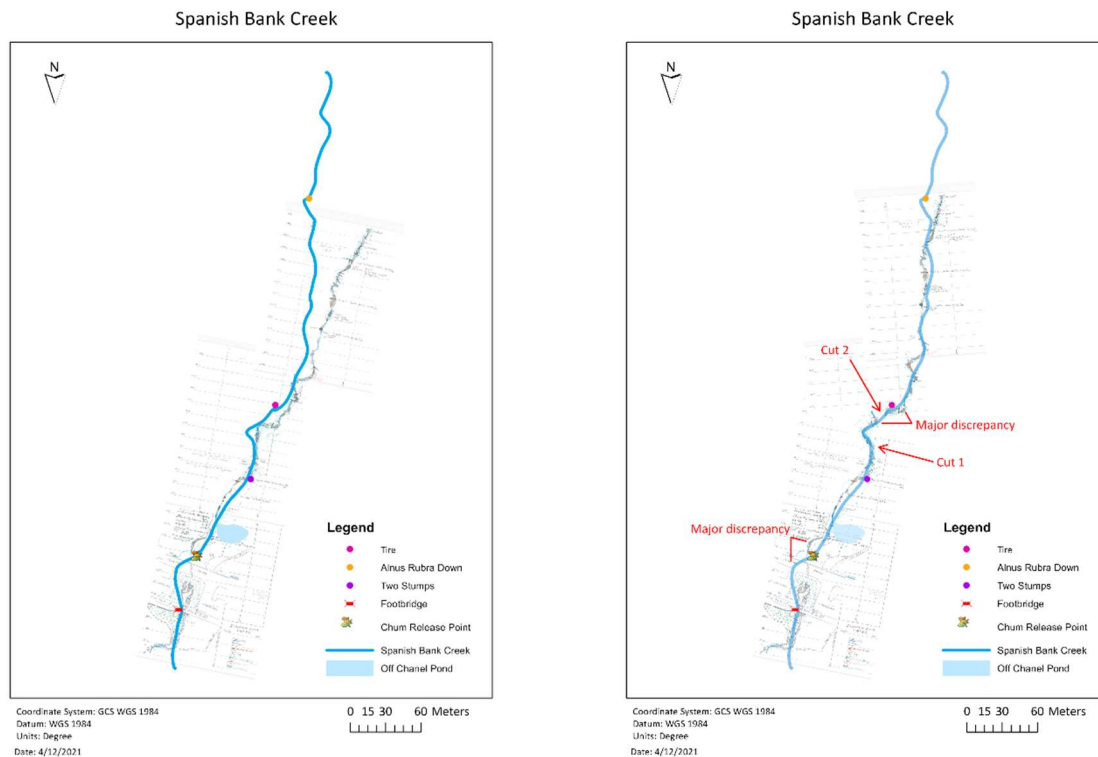 Spanish Bank Creek
N
Legend
Tire
Alnus Rubra Down
Two Stumps
Footbridge
Chum Release Point
Spanish Bank Creek
Off Chanel Pond
Coordinate System: GCS WGS 1984
Datum: WGS 1984
Units: Degree
Date: 4/12/2021
0 15 30 60 Meters
Spanish Bank Creek
N
Cut 2
Major discrepancy
Cut 1
Major discrepancy
Legend
Tire
Alnus Rubra Down
Two Stumps
Footbridge
Chum Release Point
Spanish Bank Creek
Off Chanel Pond
Coordinate System: GCS WGS 1984
Datum: WGS 1984
Units: Degree
Date: 4/12/2021
0 15 30 60 Meters